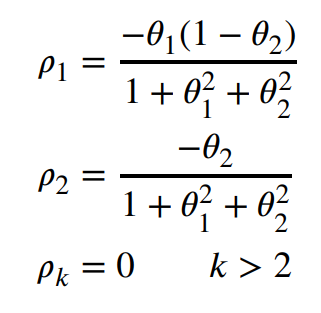 ρ₁ = −θ₁(1 − θ₂) / 1 + θ₁² + θ₂²
ρ₂ = −θ₂ / 1 + θ₁² + θ₂²
ρₖ = 0 k > 2